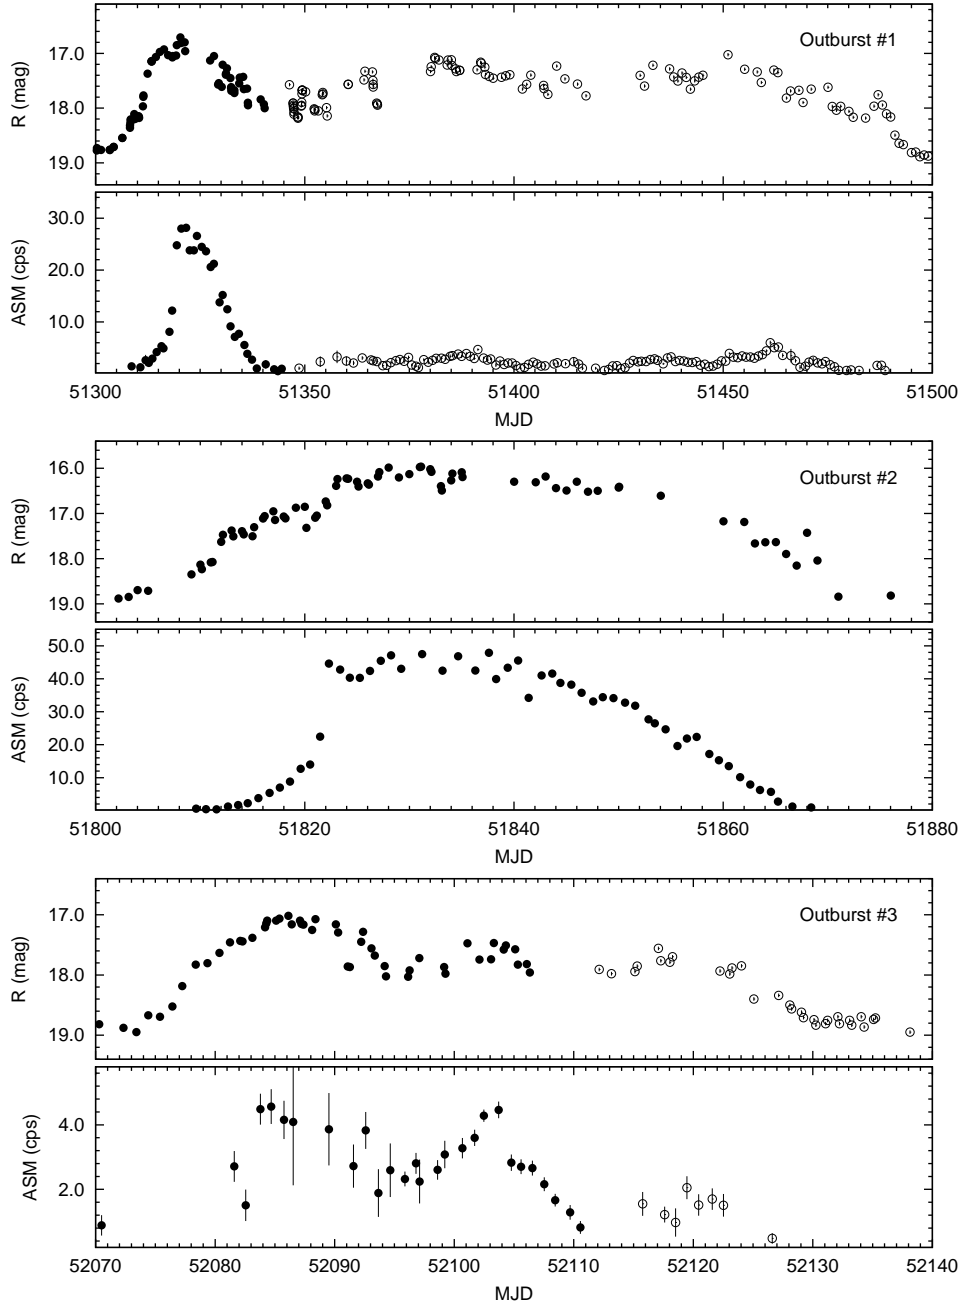 Outburst #1
R (mag)
17.0
18.0
19.0
ASM (cps)
30.0
20.0
10.0
51300 51350 51400 51450 51500
MJD
Outburst #2
R (mag)
16.0
17.0
18.0
19.0
ASM (cps)
50.0
40.0
30.0
20.0
10.0
51800 51820 51840 51860 51880
MJD
Outburst #3
R (mag)
17.0
18.0
19.0
ASM (cps)
4.0
2.0
52070 52080 52090 52100 52110 52120 52130 52140
MJD